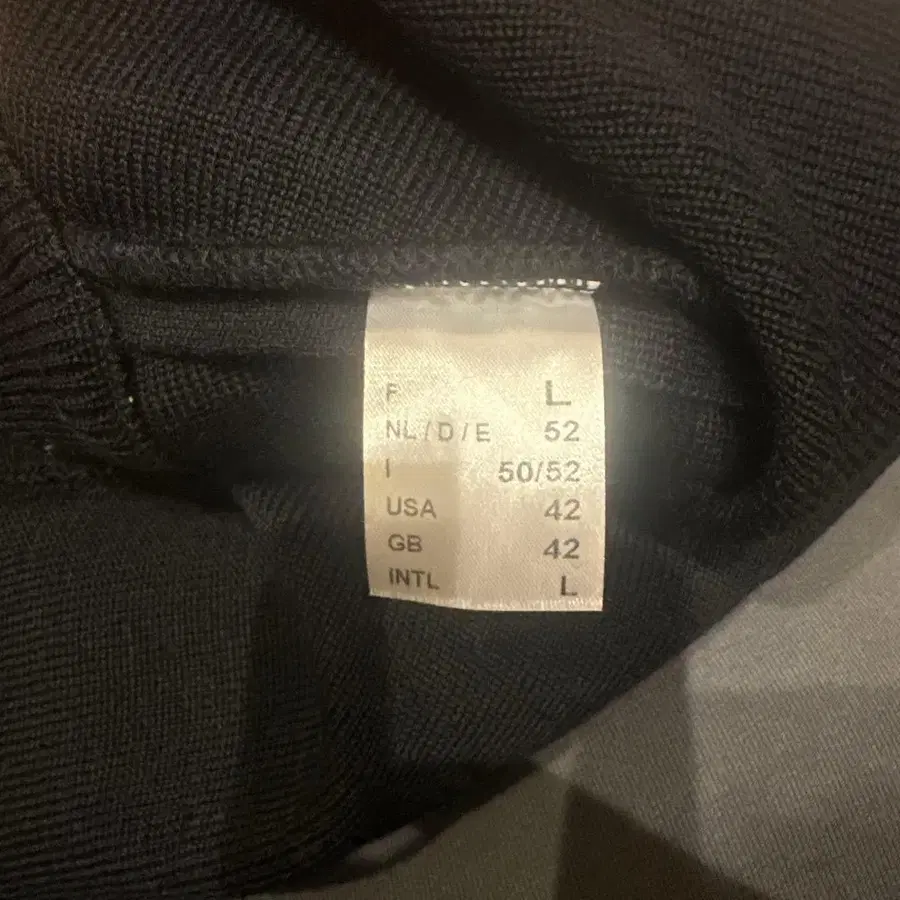 F L
NL / D / E 52
I 50/52
USA 42
GB 42
INTL L